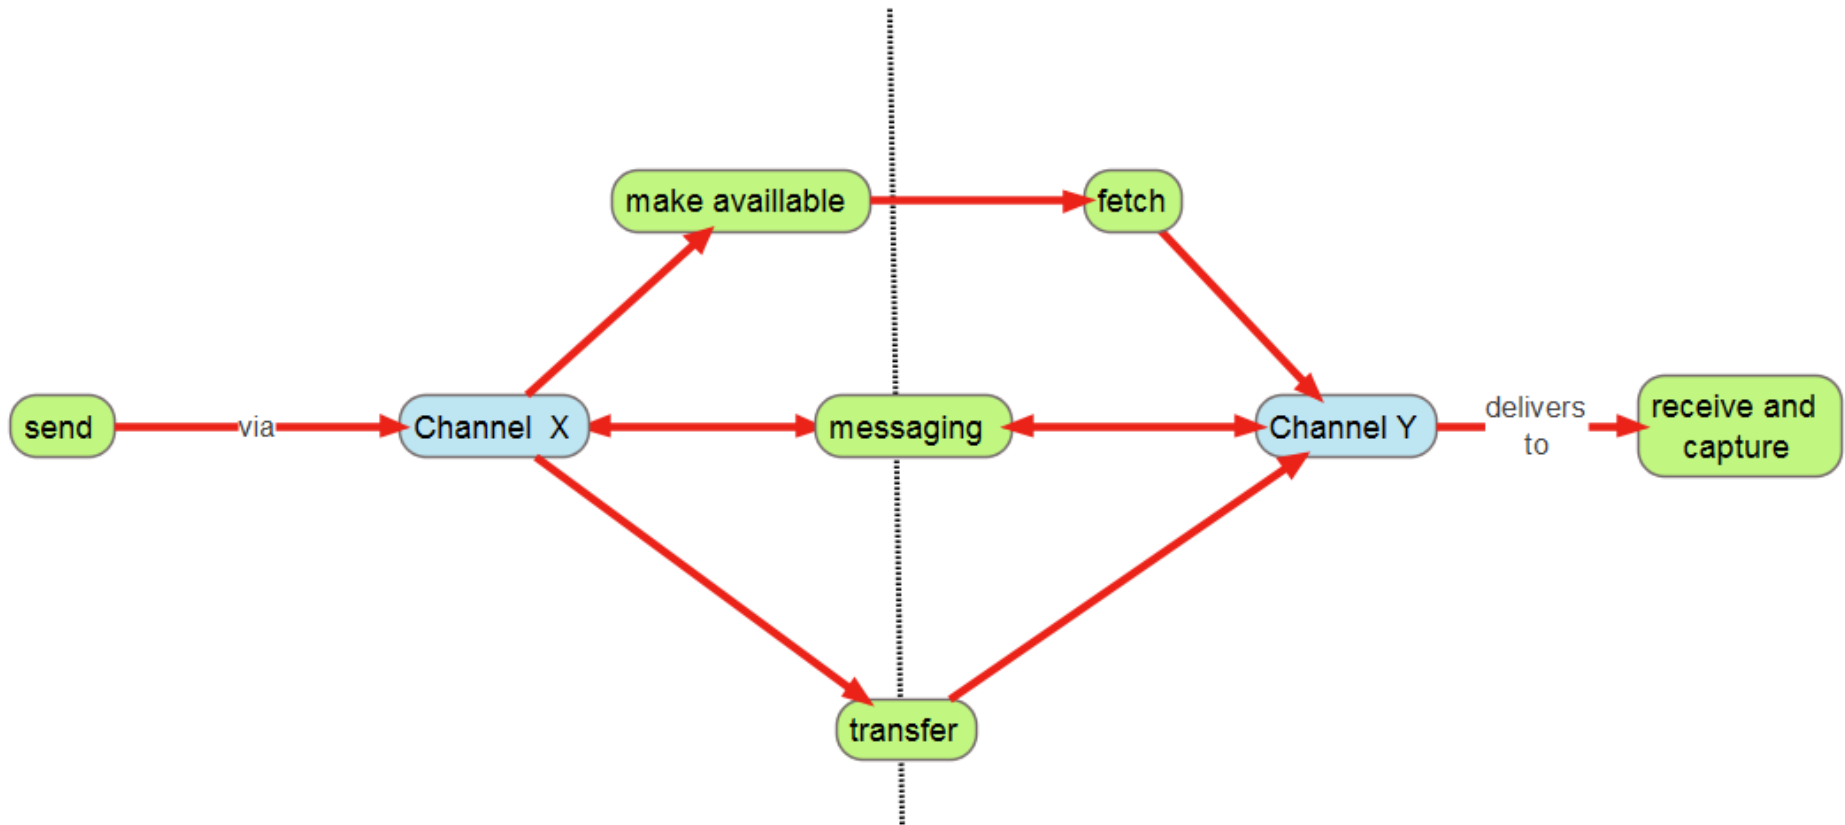 make availlable
fetch
send
via
Channel X
messaging
Channel Y
delivers
to
receive and
capture
transfer